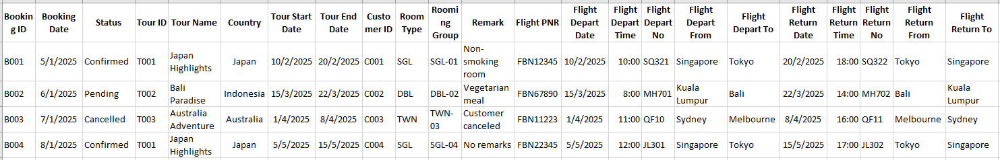 Booking ID Booking Date Status Tour ID Tour Name Country Tour Start Date Tour End Date Customer ID Room Type Rooming Group Remark Flight PNR Flight Depart Date Flight Depart Time Flight Depart No Flight Depart From Flight Depart To Flight Return Date Flight Return Time Flight Return No Flight Return From Flight Return To
B001 5/1/2025 Confirmed T001 Japan Highlights Japan 10/2/2025 20/2/2025 C001 SGL SGL-01 Non-smoking room FBN12345 10/2/2025 10:00 SQ321 Singapore Tokyo 20/2/2025 18:00 SQ322 Tokyo Singapore
B002 6/1/2025 Pending T002 Bali Paradise Indonesia 15/3/2025 22/3/2025 C002 DBL DBL-02 Vegetarian meal FBN67890 15/3/2025 8:00 MH701 Kuala Lumpur Bali 22/3/2025 14:00 MH702 Bali Kuala Lumpur
B003 7/1/2025 Cancelled T003 Australia Adventure Australia 1/4/2025 8/4/2025 C003 TWN TWN-03 Customer canceled FBN11223 1/4/2025 11:00 QF10 Sydney Melbourne 8/4/2025 16:00 QF11 Melbourne Sydney
B004 8/1/2025 Confirmed T001 Japan Highlights Japan 5/5/2025 15/5/2025 C004 SGL SGL-04 No remarks FBN22345 5/5/2025 12:00 JL301 Singapore Tokyo 15/5/2025 17:00 JL302 Tokyo Singapore